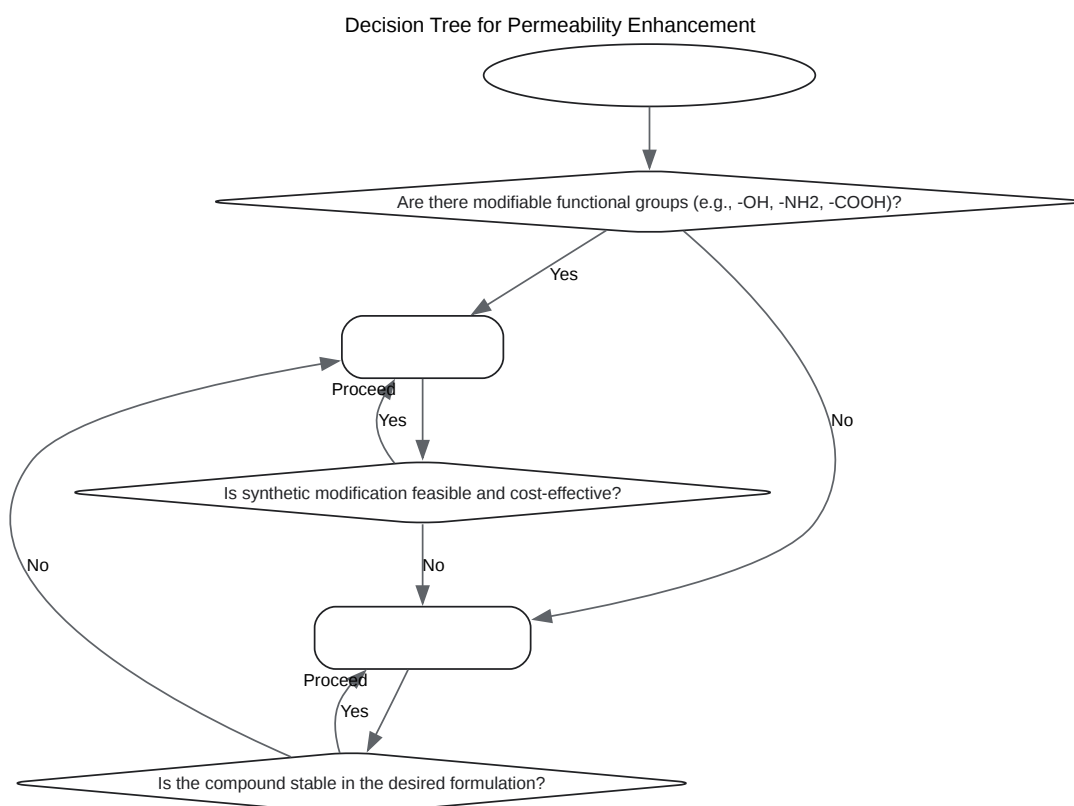 Decision Tree for Permeability Enhancement
Are there modifiable functional groups (e.g., -OH, -NH2, -COOH)?
Yes
Proceed
Yes
No
Is synthetic modification feasible and cost-effective?
No
No
Proceed
Yes
Is the compound stable in the desired formulation?